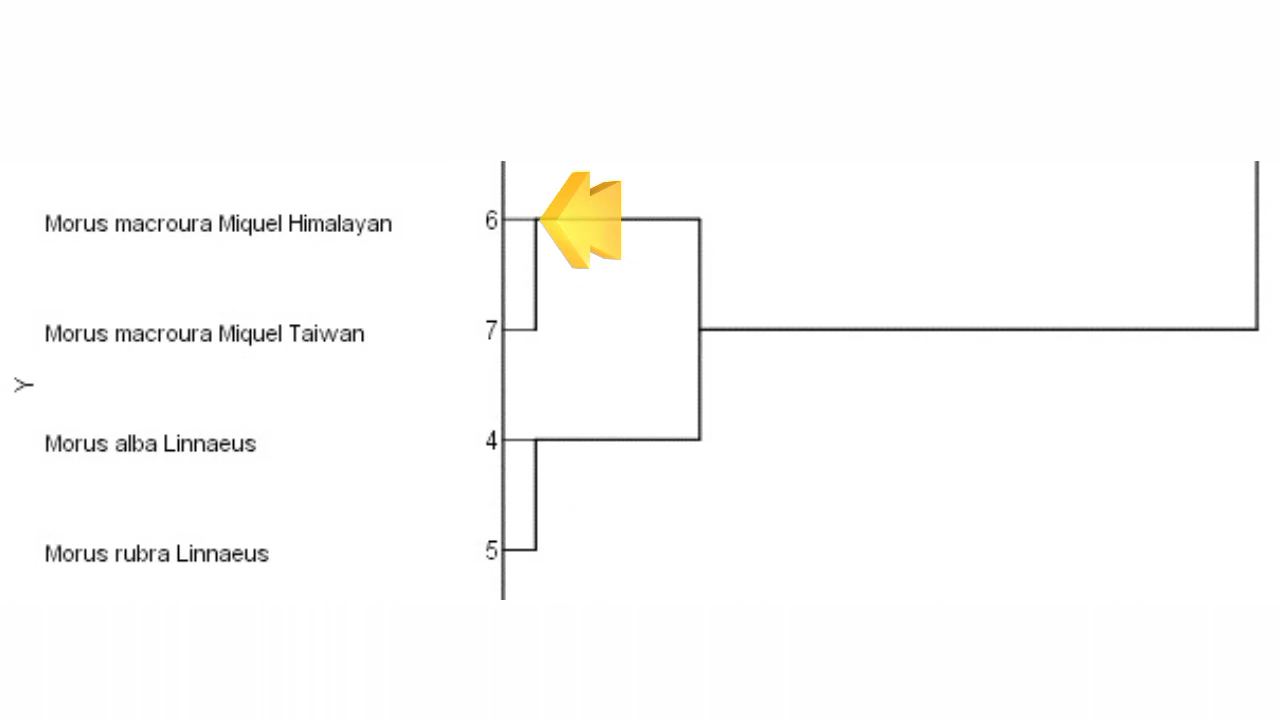 Morus macroura Miquel Himalayan 6
Morus macroura Miquel Taiwan 7
Y
Morus alba Linnaeus 4
Morus rubra Linnaeus 5